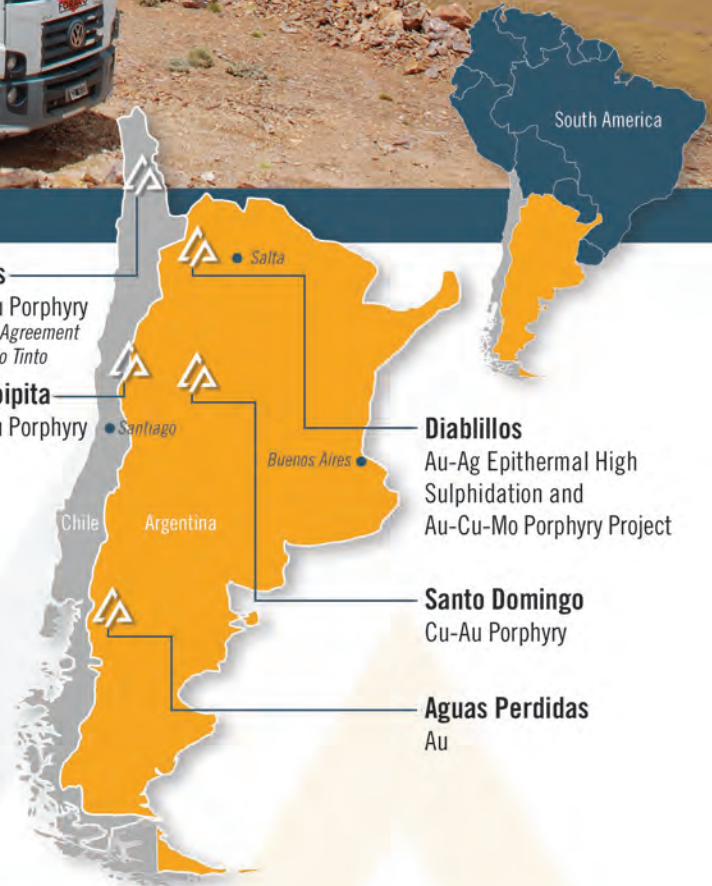 South America
Salta
Porphyry
Agreement
Tinto
Porphyry
Santiago
Buenos Aires
Chile
Argentina
Diablillos
Au-Ag Epithermal High
Sulphidation and
Au-Cu-Mo Porphyry Project
Santo Domingo
Cu-Au Porphyry
Aguas Perdidas
Au